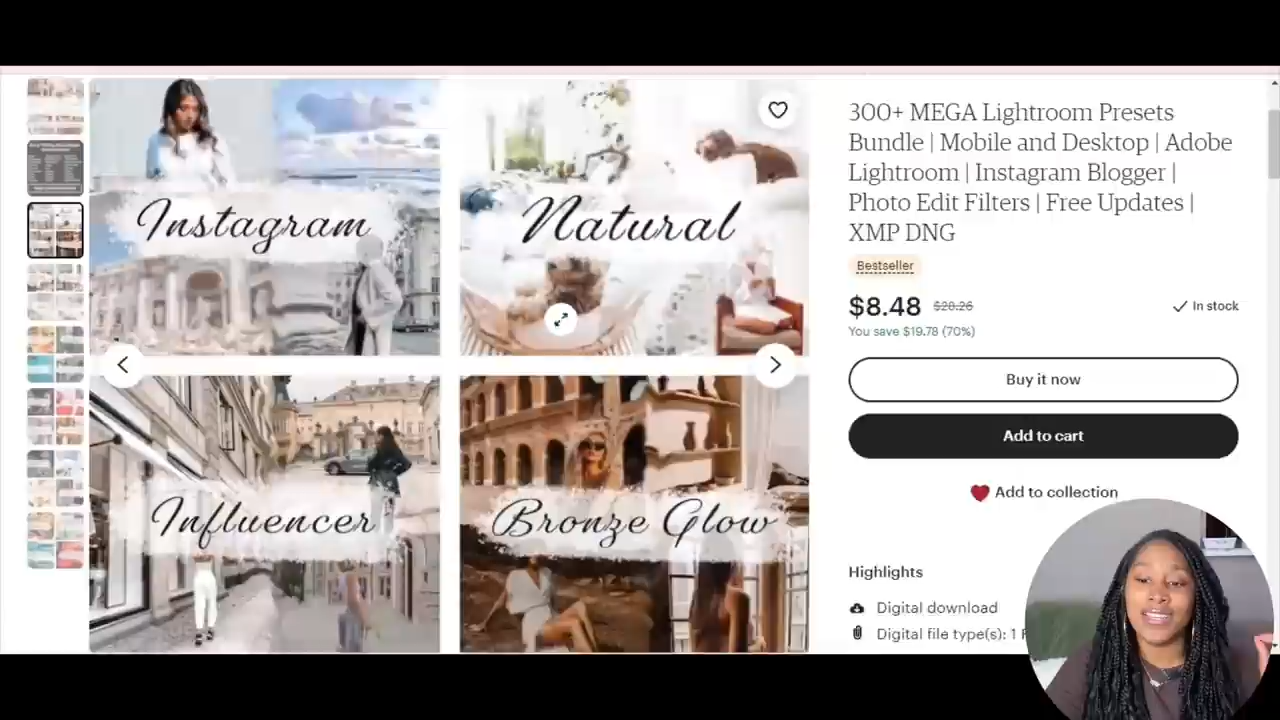 Instagram
Natural
Influencer
Bronze Glow
300+ MEGA Lightroom Presets
Bundle | Mobile and Desktop | Adobe
Lightroom | Instagram Blogger |
Photo Edit Filters | Free Updates |
XMP DNG
Bestseller
$8.48 $28.26
In stock
You save $19.78 (70%)
Buy it now
Add to cart
Add to collection
Highlights
Digital download
Digital file type(s): 1